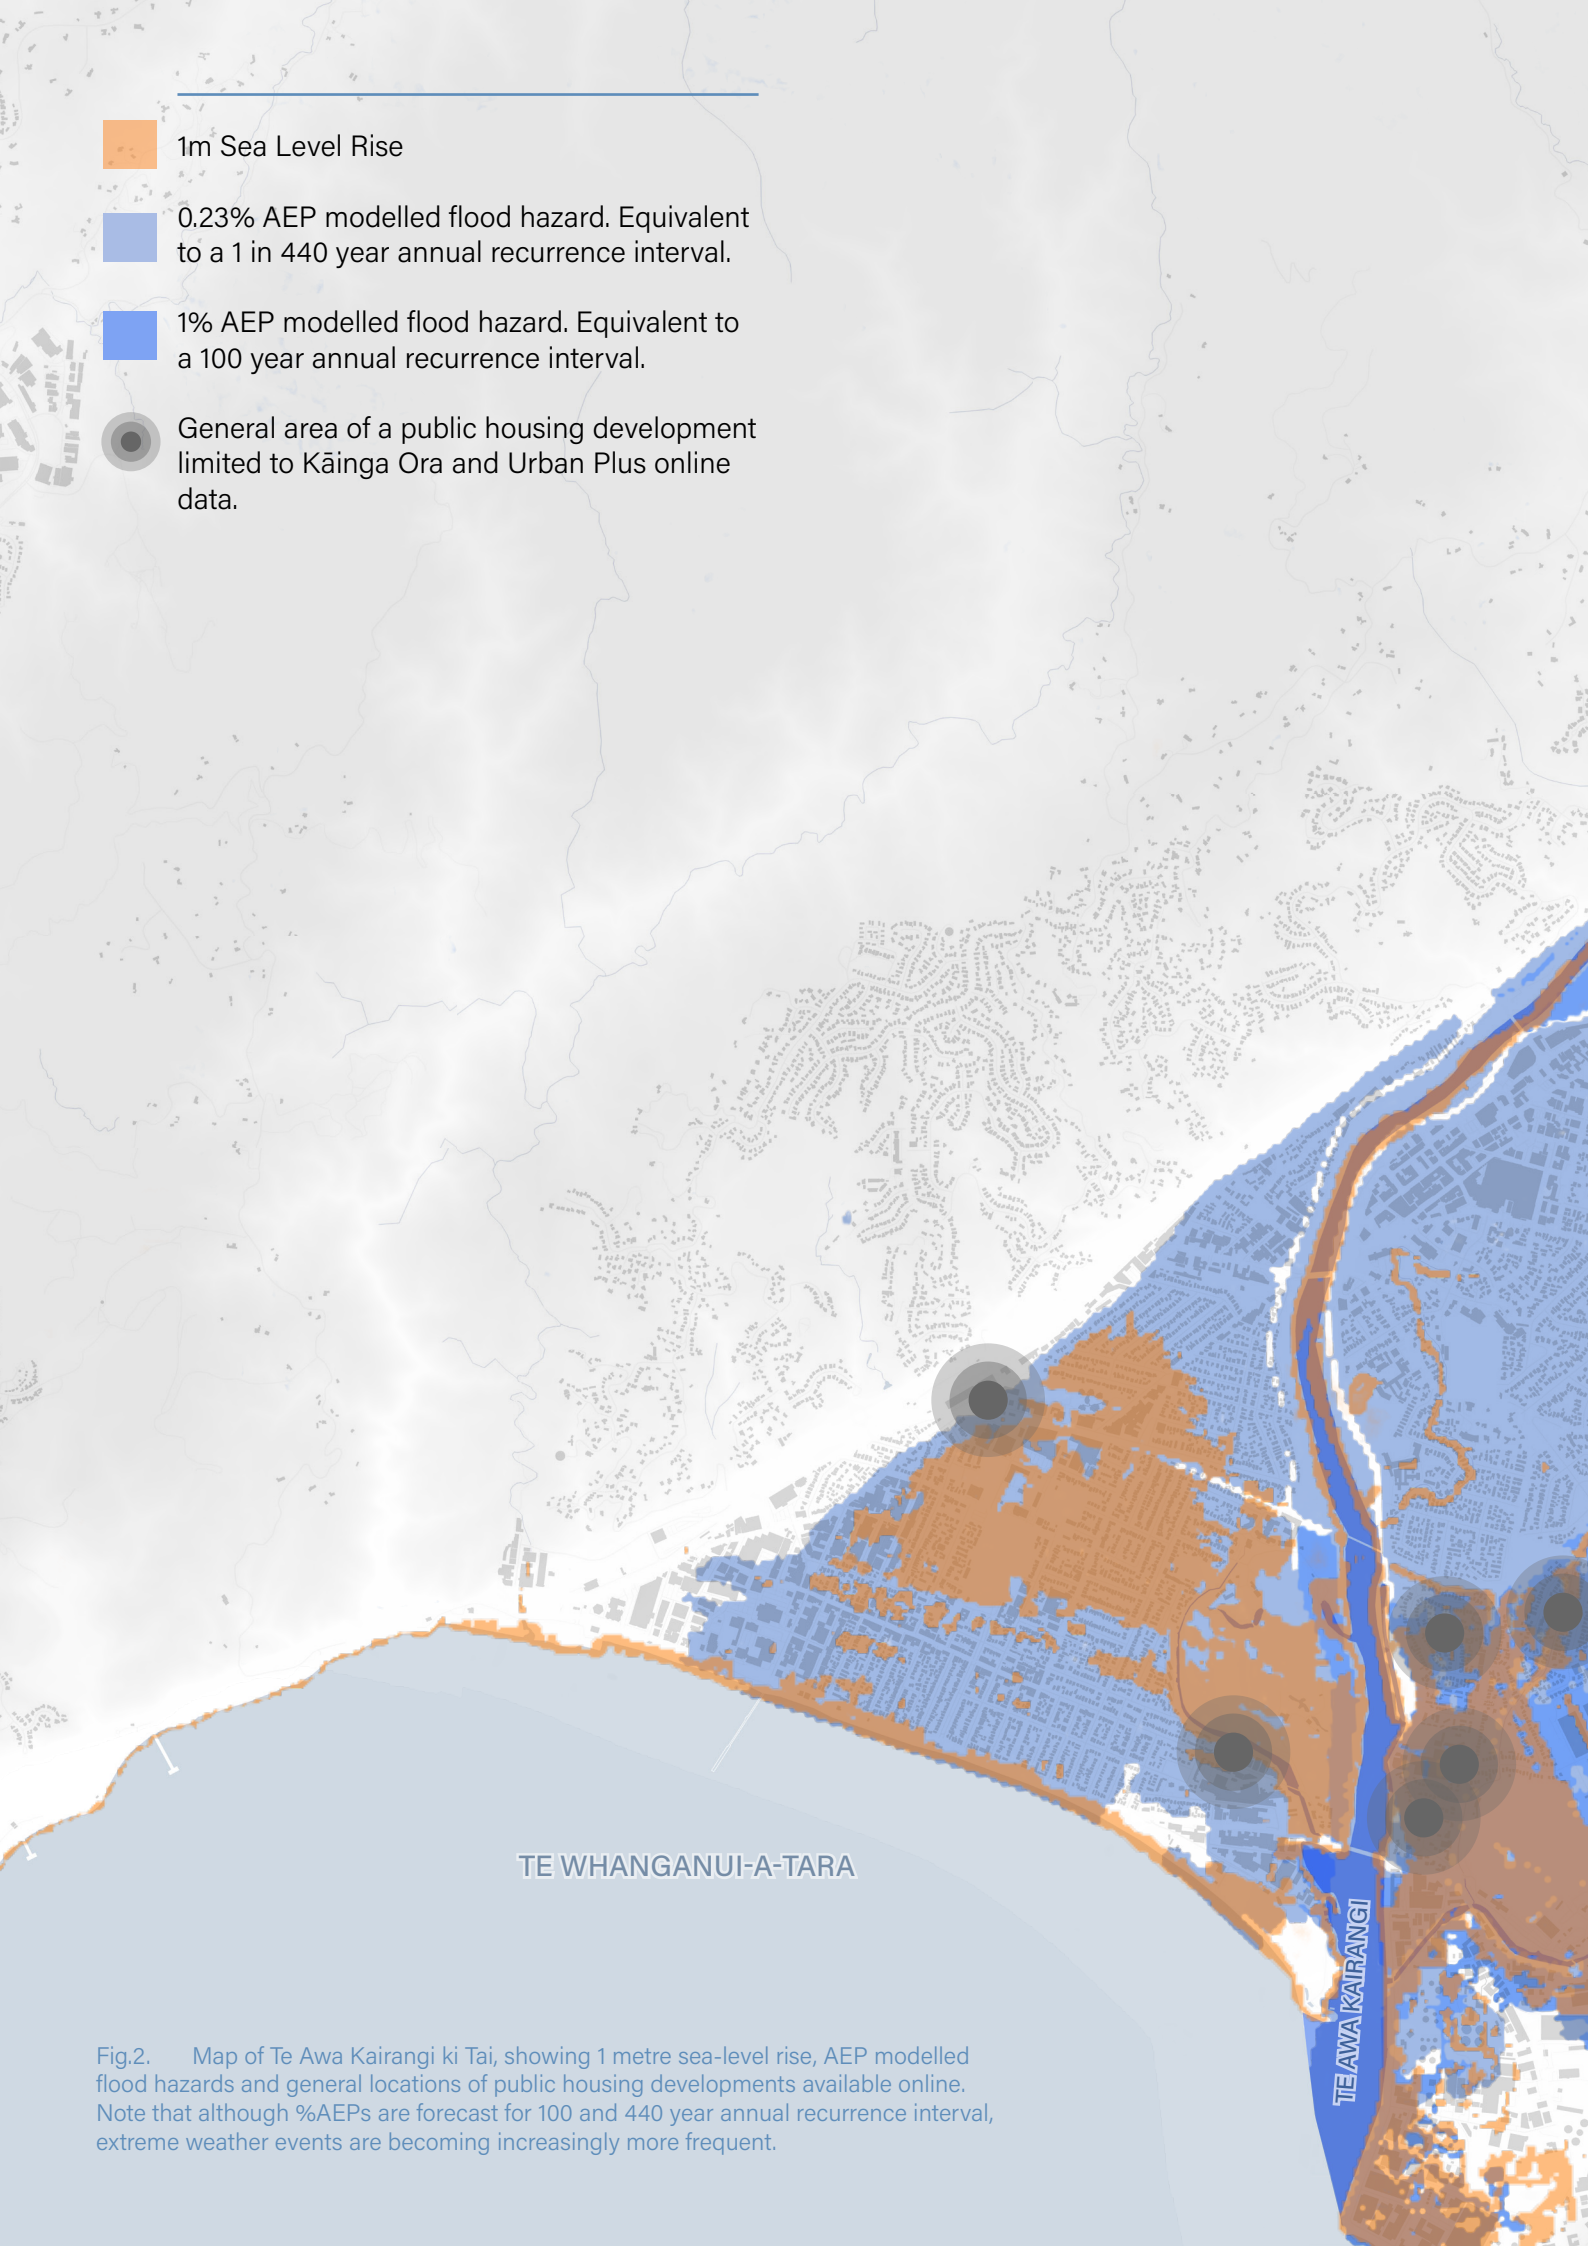 1m Sea Level Rise
0.23% AEP modelled flood hazard. Equivalent
to a 1 in 440 year annual recurrence interval.
1% AEP modelled flood hazard. Equivalent to
a 100 year annual recurrence interval.
General area of a public housing development
limited to Kāinga Ora and Urban Plus online
data.
TE WHANGANUI-A-TARA
TE AWA KAIRANGI
Fig.2. Map of Te Awa Kairangi ki Tai, showing 1 metre sea-level rise, AEP modelled
flood hazards and general locations of public housing developments available online.
Note that although %AEPs are forecast for 100 and 440 year annual recurrence interval,
extreme weather events are becoming increasingly more frequent.